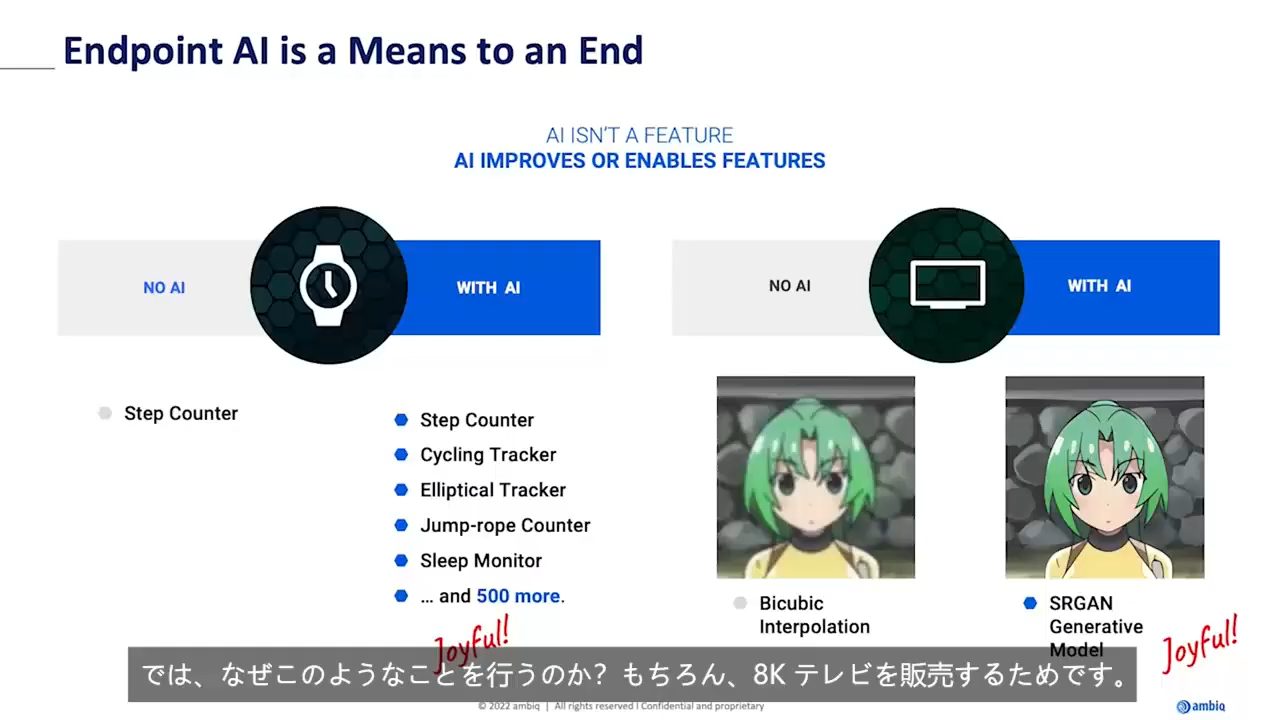 Endpoint AI is a Means to an End
AI ISN'T A FEATURE
AI IMPROVES OR ENABLES FEATURES
NO AI
WITH AI
Step Counter
Step Counter
Cycling Tracker
Elliptical Tracker
Jump-rope Counter
Sleep Monitor
... and 500 more.
Joyful!
NO AI
WITH AI
Bicubic
Interpolation
SRGAN
Generative
Model
Joyful!
では、なぜこのようなことを行うのか? もちろん、8K テレビを販売するためです。
© 2022 ambiq | All rights reserved | Confidential and proprietary
ambiq